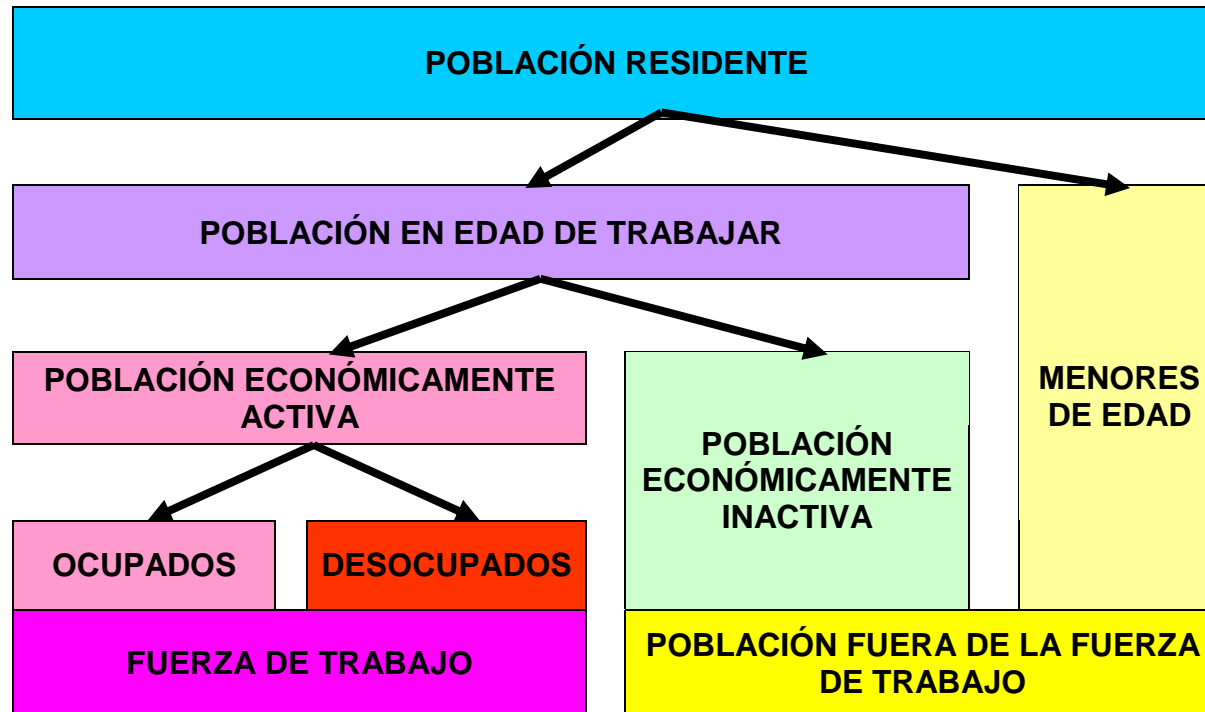 POBLACIÓN RESIDENTE
POBLACIÓN EN EDAD DE TRABAJAR
POBLACIÓN ECONÓMICAMENTE
ACTIVA
POBLACIÓN
ECONÓMICAMENTE
INACTIVA
MENORES
DE EDAD
OCUPADOS
DESOCUPADOS
FUERZA DE TRABAJO
POBLACIÓN FUERA DE LA FUERZA
DE TRABAJO